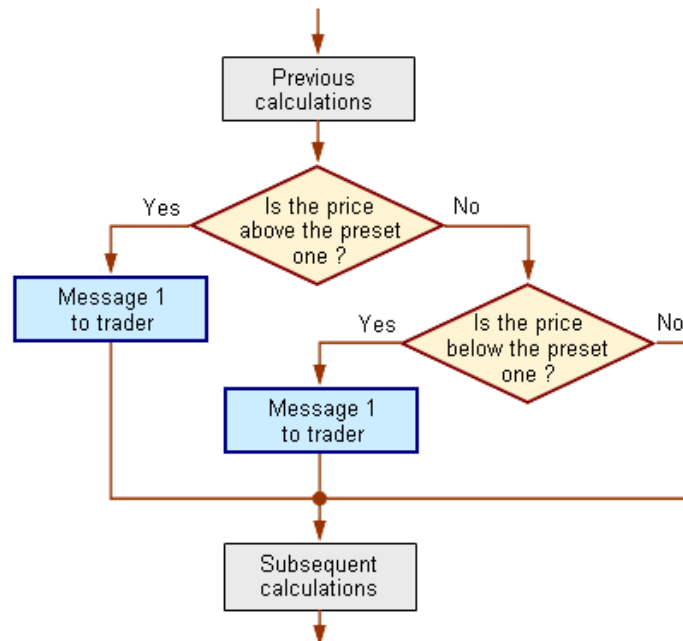 Previous
calculations
Yes
Is the price
above the preset
one ?
No
Message 1
to trader
Yes
Is the price
below the preset
one ?
No
Message 1
to trader
Subsequent
calculations